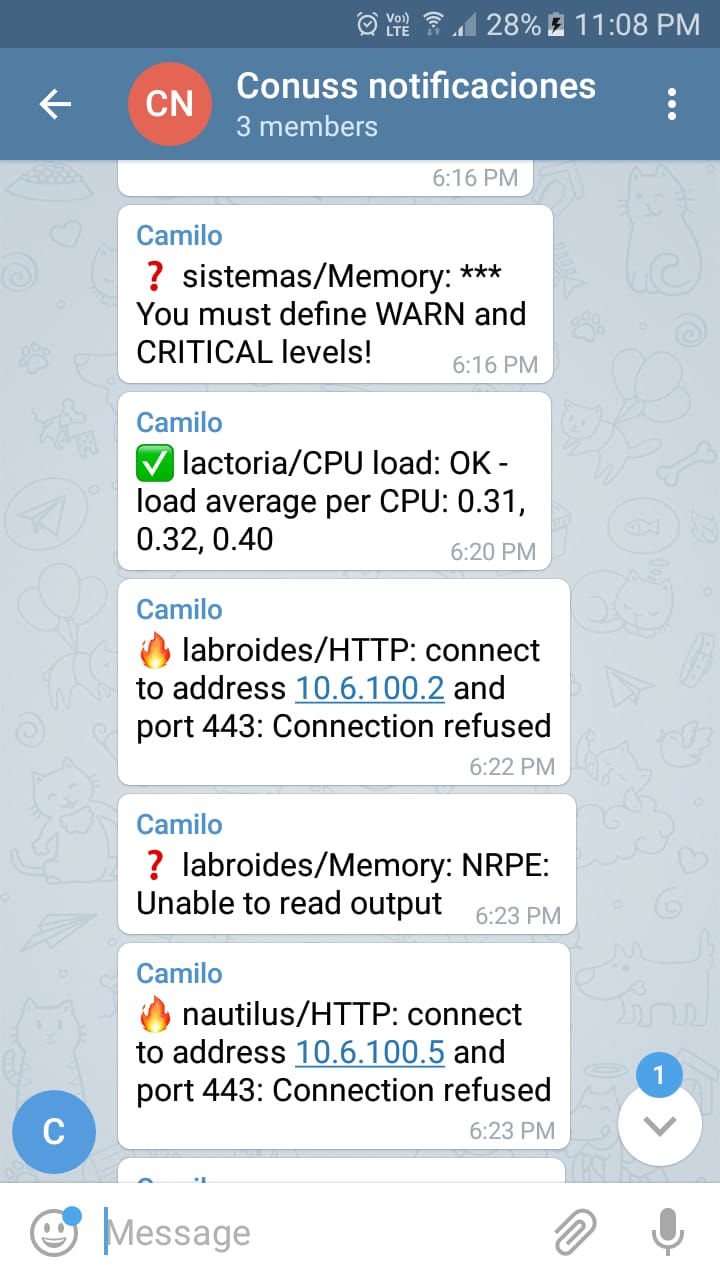 Vo)) LTE 28% 11:08 PM
CN Conuss notificaciones
3 members
6:16 PM
Camilo
❓ sistemas/Memory: ***
You must define WARN and
CRITICAL levels! 6:16 PM
Camilo
✅ lactoria/CPU load: OK -
load average per CPU: 0.31,
0.32, 0.40 6:20 PM
Camilo
🔥 labroides/HTTP: connect
to address 10.6.100.2 and
port 443: Connection refused
6:22 PM
Camilo
❓ labroides/Memory: NRPE:
Unable to read output 6:23 PM
Camilo
🔥 nautilus/HTTP: connect
to address 10.6.100.5 and
port 443: Connection refused
6:23 PM
1
C
Message